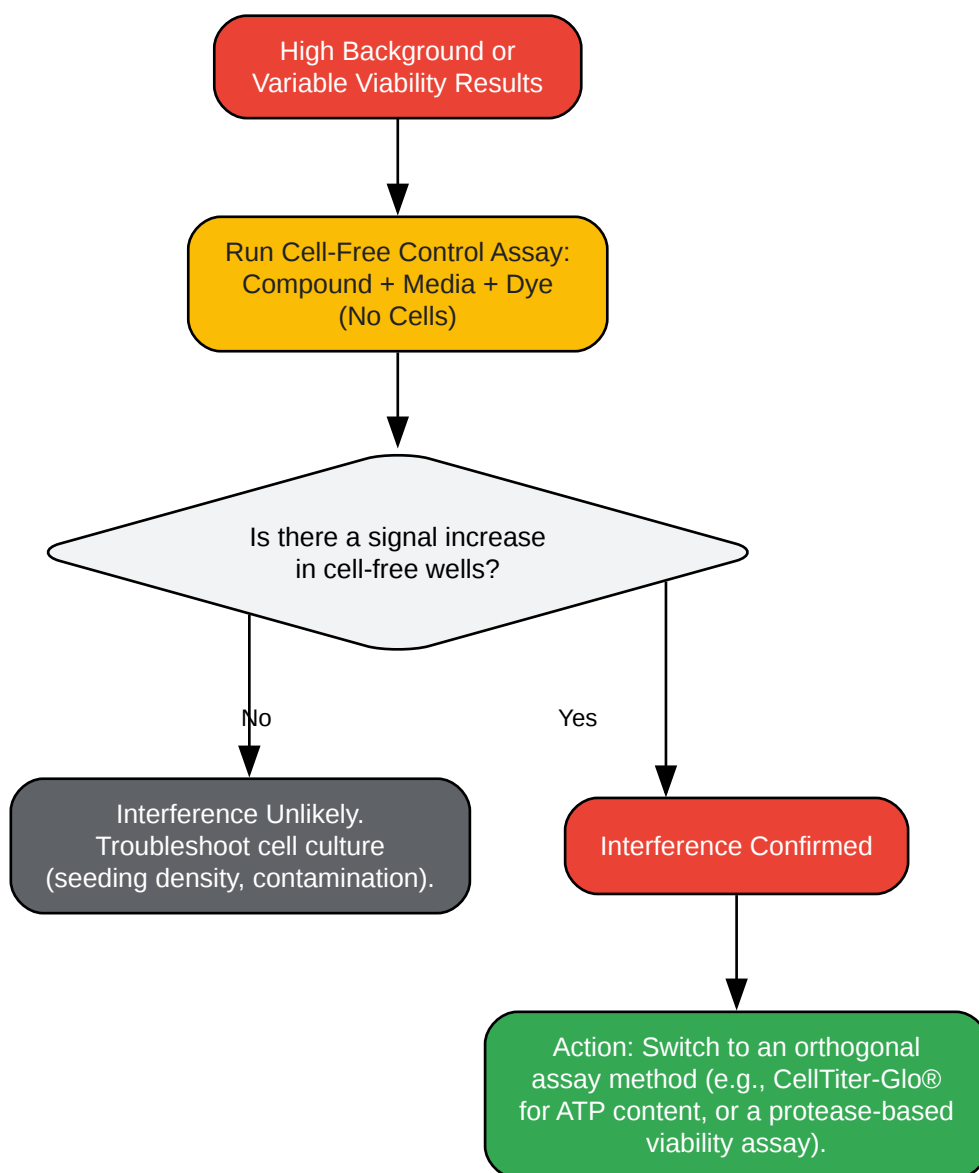 High Background or
Variable Viability Results
Run Cell-Free Control Assay:
Compound + Media + Dye
(No Cells)
Is there a signal increase
in cell-free wells?
No
Yes
Interference Unlikely.
Troubleshoot cell culture
(seeding density, contamination).
Interference Confirmed
Action: Switch to an orthogonal
assay method (e.g., CellTiter-Glo®
for ATP content, or a protease-based
viability assay).